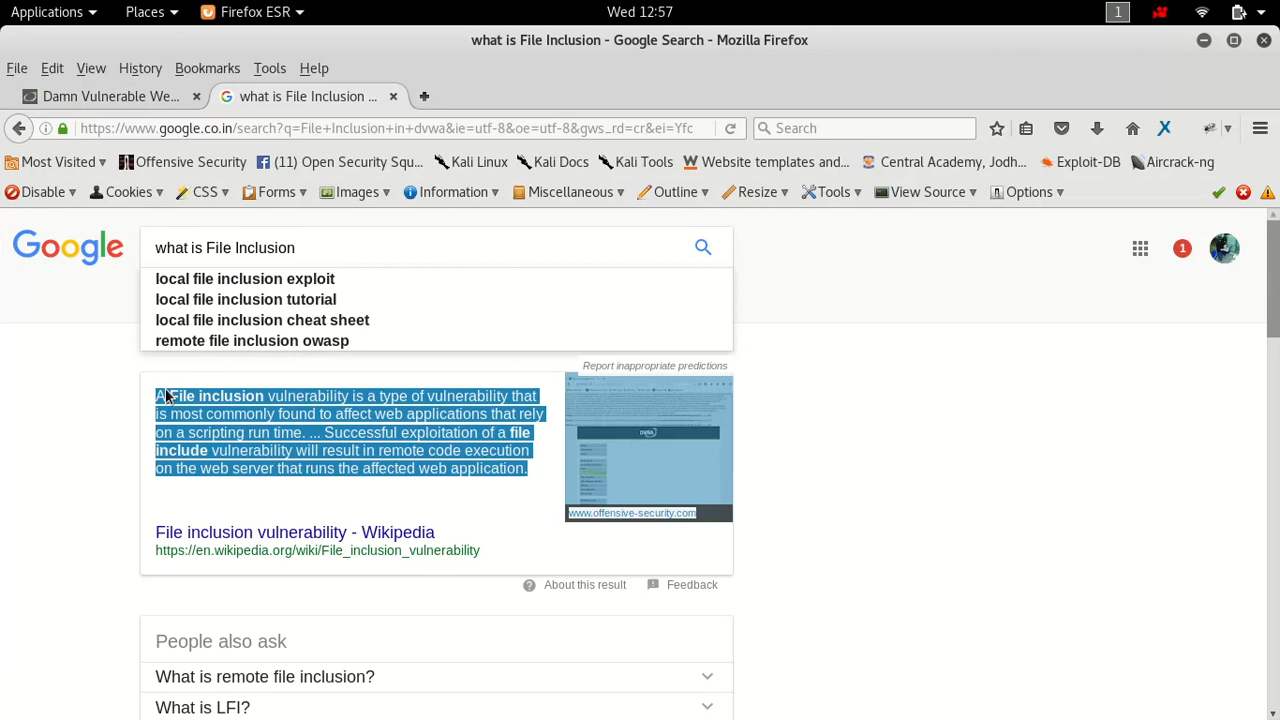 Applications Places Firefox ESR Wed 12:57 1
what is File Inclusion - Google Search - Mozilla Firefox
File Edit View History Bookmarks Tools Help
Damn Vulnerable We... what is File Inclusion ...
https://www.google.co.in/search?q=File+Inclusion+in+dvwa&ie=utf-8&oe=utf-8&gws_rd=cr&ei=Yfc Search
Most Visited Offensive Security (11) Open Security Squ... Kali Linux Kali Docs Kali Tools Website templates and... Central Academy, Jodh... Exploit-DB Aircrack-ng
Disable Cookies CSS Forms Images Information Miscellaneous Outline Resize Tools View Source Options
Google what is File Inclusion 1
local file inclusion exploit
local file inclusion tutorial
local file inclusion cheat sheet
remote file inclusion owasp
Report inappropriate predictions
A File inclusion vulnerability is a type of vulnerability that
is most commonly found to affect web applications that rely
on a scripting run time. ... Successful exploitation of a file
include vulnerability will result in remote code execution
on the web server that runs the affected web application.
www.offensive-security.com
File inclusion vulnerability - Wikipedia
https://en.wikipedia.org/wiki/File_inclusion_vulnerability
About this result Feedback
People also ask
What is remote file inclusion?
What is LFI?